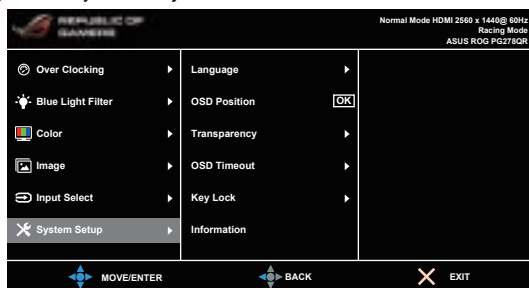 REPUBLIC OF
GAMERS
Normal Mode HDMI 2560 x 1440@ 60Hz
Racing Mode
ASUS ROG PG278QR
Over Clocking
Language
Blue Light Filter
OSD Position
OK
Color
Transparency
Image
OSD Timeout
Input Select
Key Lock
System Setup
Information
MOVE/ENTER
BACK
EXIT